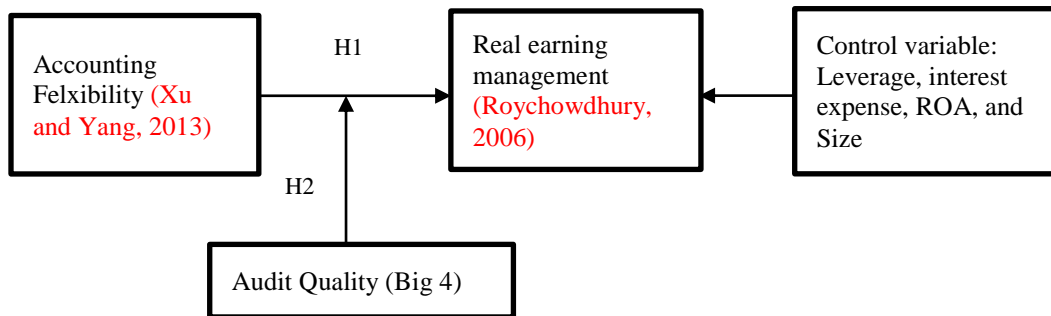 Accounting
Felxibility (Xu
and Yang, 2013)
H1
Real earning
management
(Roychowdhury,
2006)
Control variable:
Leverage, interest
expense, ROA, and
Size
H2
Audit Quality (Big 4)